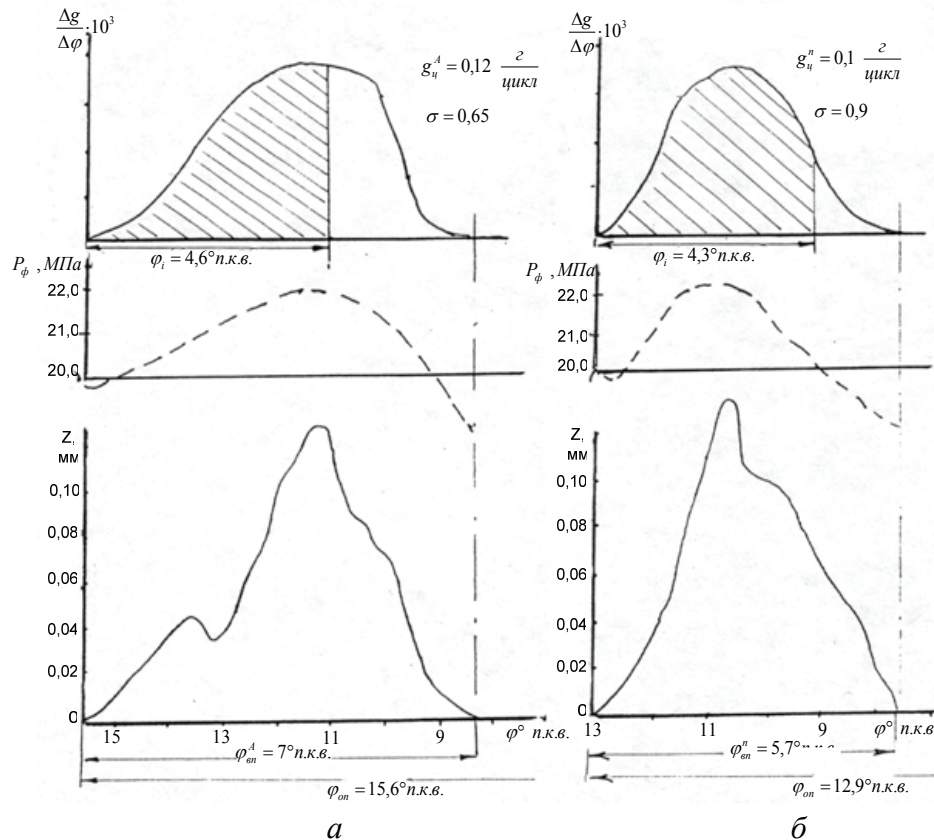 Δg/Δφ ·10³
g_ц^A = 0,12 г/цикл
σ = 0,65
φ_i = 4,6°п.к.в.
P_ф , МПа
22,0
21,0
20,0
Z, мм
0,10
0,08
0,06
0,04
0,02
0
15 13 11 9 φ° п.к.в.
φ_вп^A = 7°п.к.в.
φ_оп = 15,6°п.к.в.
а
Δg/Δφ ·10³
g_ц^п = 0,1 г/цикл
σ = 0,9
φ_i = 4,3°п.к.в.
P_ф , МПа
22,0
21,0
20,0
Z, мм
0,10
0,08
0,06
0,04
0,02
0
13 11 9 φ° п.к.в.
φ_вп^п = 5,7°
φ_оп = 12,9°п.к.в.
б